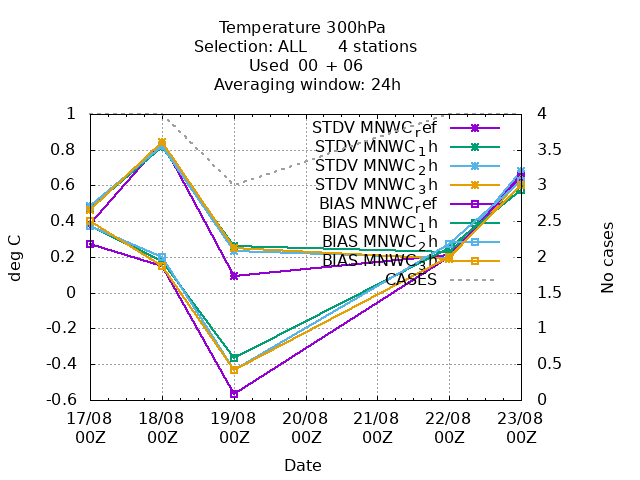 Temperature 300hPa
Selection: ALL 4 stations
Used 00 + 06
Averaging window: 24h
1
0.8
0.6
0.4
0.2
0
-0.2
-0.4
-0.6
deg C
4
3.5
3
2.5
2
1.5
1
0.5
0
No cases
STDV MNWC_ref
STDV MNWC_1h
STDV MNWC_2h
STDV MNWC_3h
BIAS MNWC_ref
BIAS MNWC_1h
BIAS MNWC_2h
BIAS MNWC_3h
CASES
17/08 18/08 19/08 20/08 21/08 22/08 23/08
00Z 00Z 00Z 00Z 00Z 00Z 00Z
Date